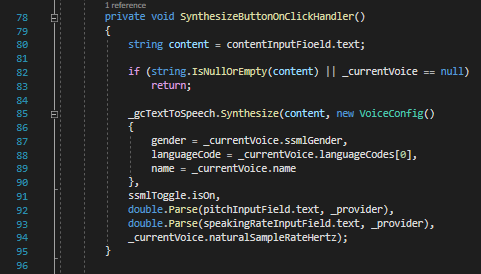 1 reference
78 private void SynthesizeButtonOnClickHandler()
79 {
80 string content = contentInputFioeld.text;
81
82 if (string.IsNullOrEmpty(content) || _currentVoice == null)
83 return;
84
85 _gcTextToSpeech.Synthesize(content, new VoiceConfig()
86 {
87 gender = _currentVoice.ssmlGender,
88 languageCode = _currentVoice.languageCodes[0],
89 name = _currentVoice.name
90 },
91 ssmlToggle.isOn,
92 double.Parse(pitchInputField.text, _provider),
93 double.Parse(speakingRateInputField.text, _provider),
94 _currentVoice.naturalSampleRateHertz);
95 }
96